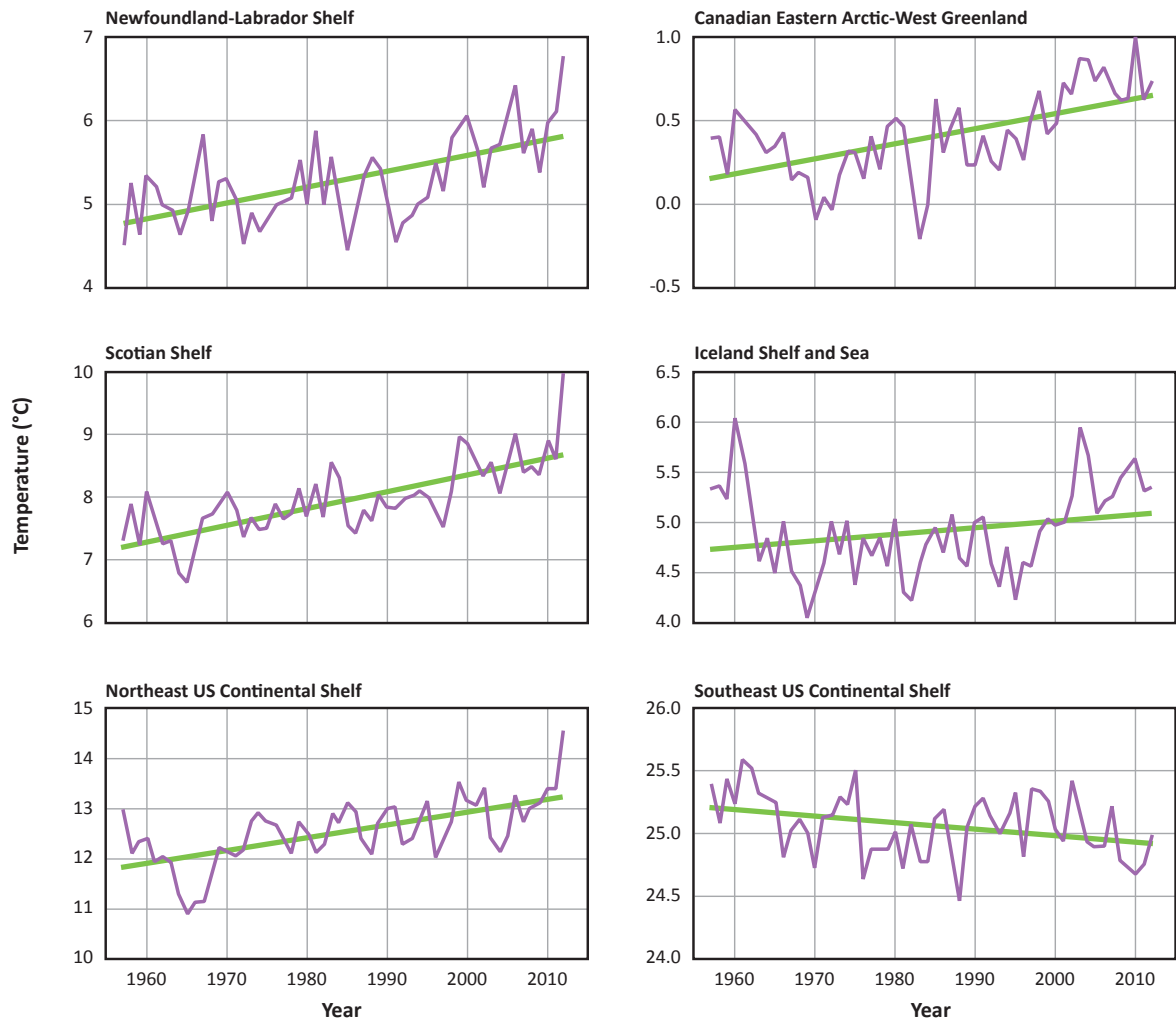 Newfoundland-Labrador Shelf
7
6
5
4
Canadian Eastern Arctic-West Greenland
1.0
0.5
0.0
-0.5
Temperature (°C)
Scotian Shelf
10
9
8
7
6
Iceland Shelf and Sea
6.5
6.0
5.5
5.0
4.5
4.0
Northeast US Continental Shelf
15
14
13
12
11
10
1960 1970 1980 1990 2000 2010
Year
Southeast US Continental Shelf
26.0
25.5
25.0
24.5
24.0
1960 1970 1980 1990 2000 2010
Year